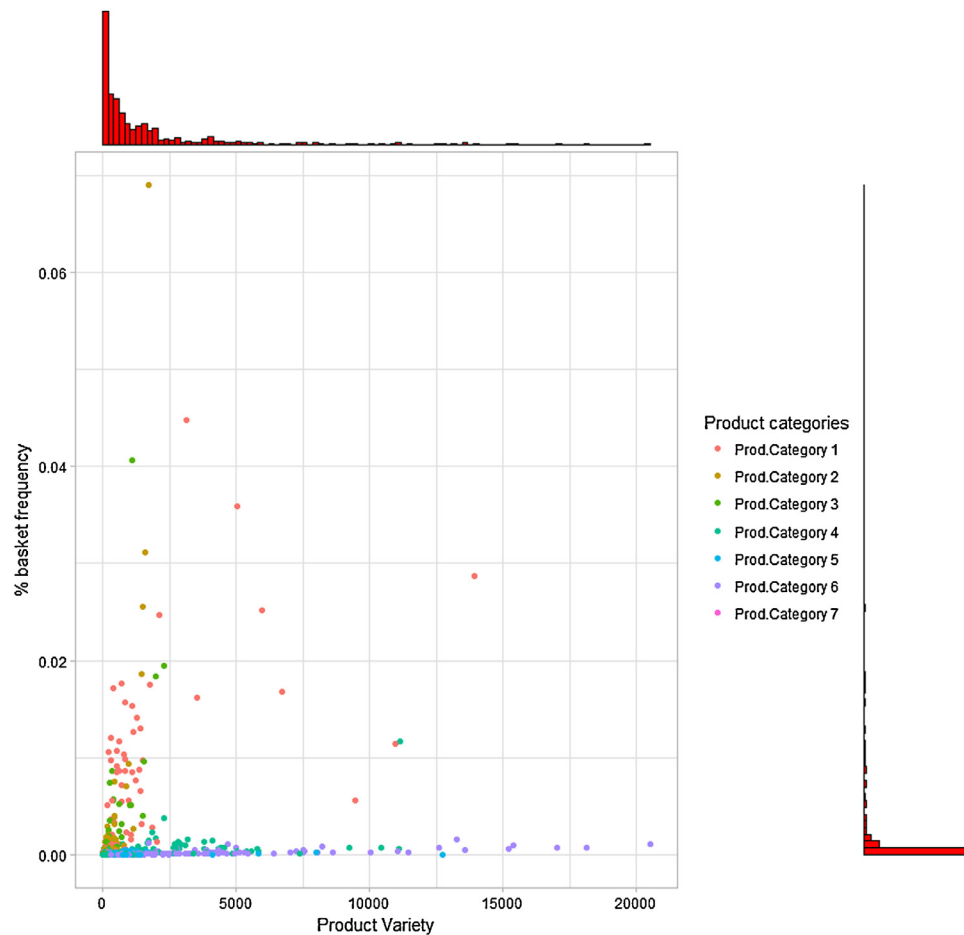 0.06
0.04
0.02
0.00
% basket frequency
0 5000 10000 15000 20000
Product Variety
Product categories
Prod.Category 1
Prod.Category 2
Prod.Category 3
Prod.Category 4
Prod.Category 5
Prod.Category 6
Prod.Category 7